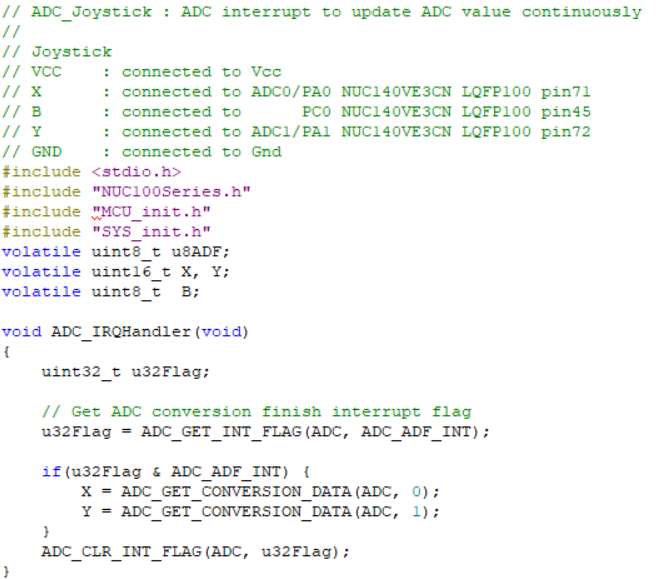 // ADC_Joystick : ADC interrupt to update ADC value continuously
//
// Joystick
// VCC    : connected to Vcc
// X      : connected to ADC0/PA0 NUC140VE3CN LQFP100 pin71
// B      : connected to      PC0 NUC140VE3CN LQFP100 pin45
// Y      : connected to ADC1/PA1 NUC140VE3CN LQFP100 pin72
// GND    : connected to Gnd
#include <stdio.h>
#include "NUC100Series.h"
#include "MCU_init.h"
#include "SYS_init.h"
volatile uint8_t u8ADF;
volatile uint16_t X, Y;
volatile uint8_t  B;

void ADC_IRQHandler(void)
{
    uint32_t u32Flag;

    // Get ADC conversion finish interrupt flag
    u32Flag = ADC_GET_INT_FLAG(ADC, ADC_ADF_INT);

    if(u32Flag & ADC_ADF_INT) {
        X = ADC_GET_CONVERSION_DATA(ADC, 0);
        Y = ADC_GET_CONVERSION_DATA(ADC, 1);
    }
    ADC_CLR_INT_FLAG(ADC, u32Flag);
}